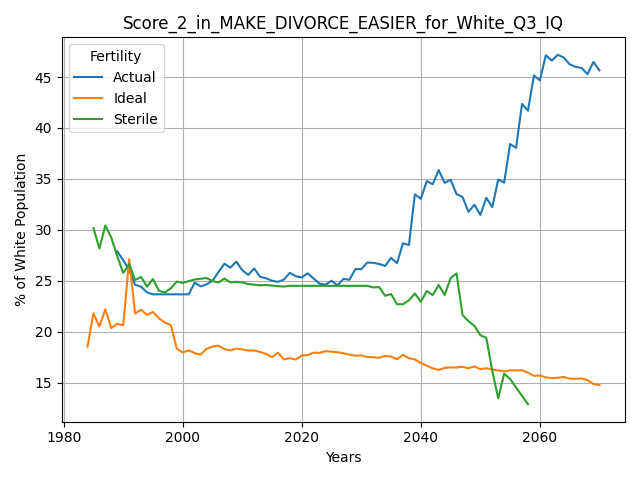 Score_2_in_MAKE_DIVORCE_EASIER_for_White_Q3_IQ
Fertility
Actual
Ideal
Sterile
% of White Population
45
40
35
30
25
20
15
1980
2000
2020
2040
2060
Years